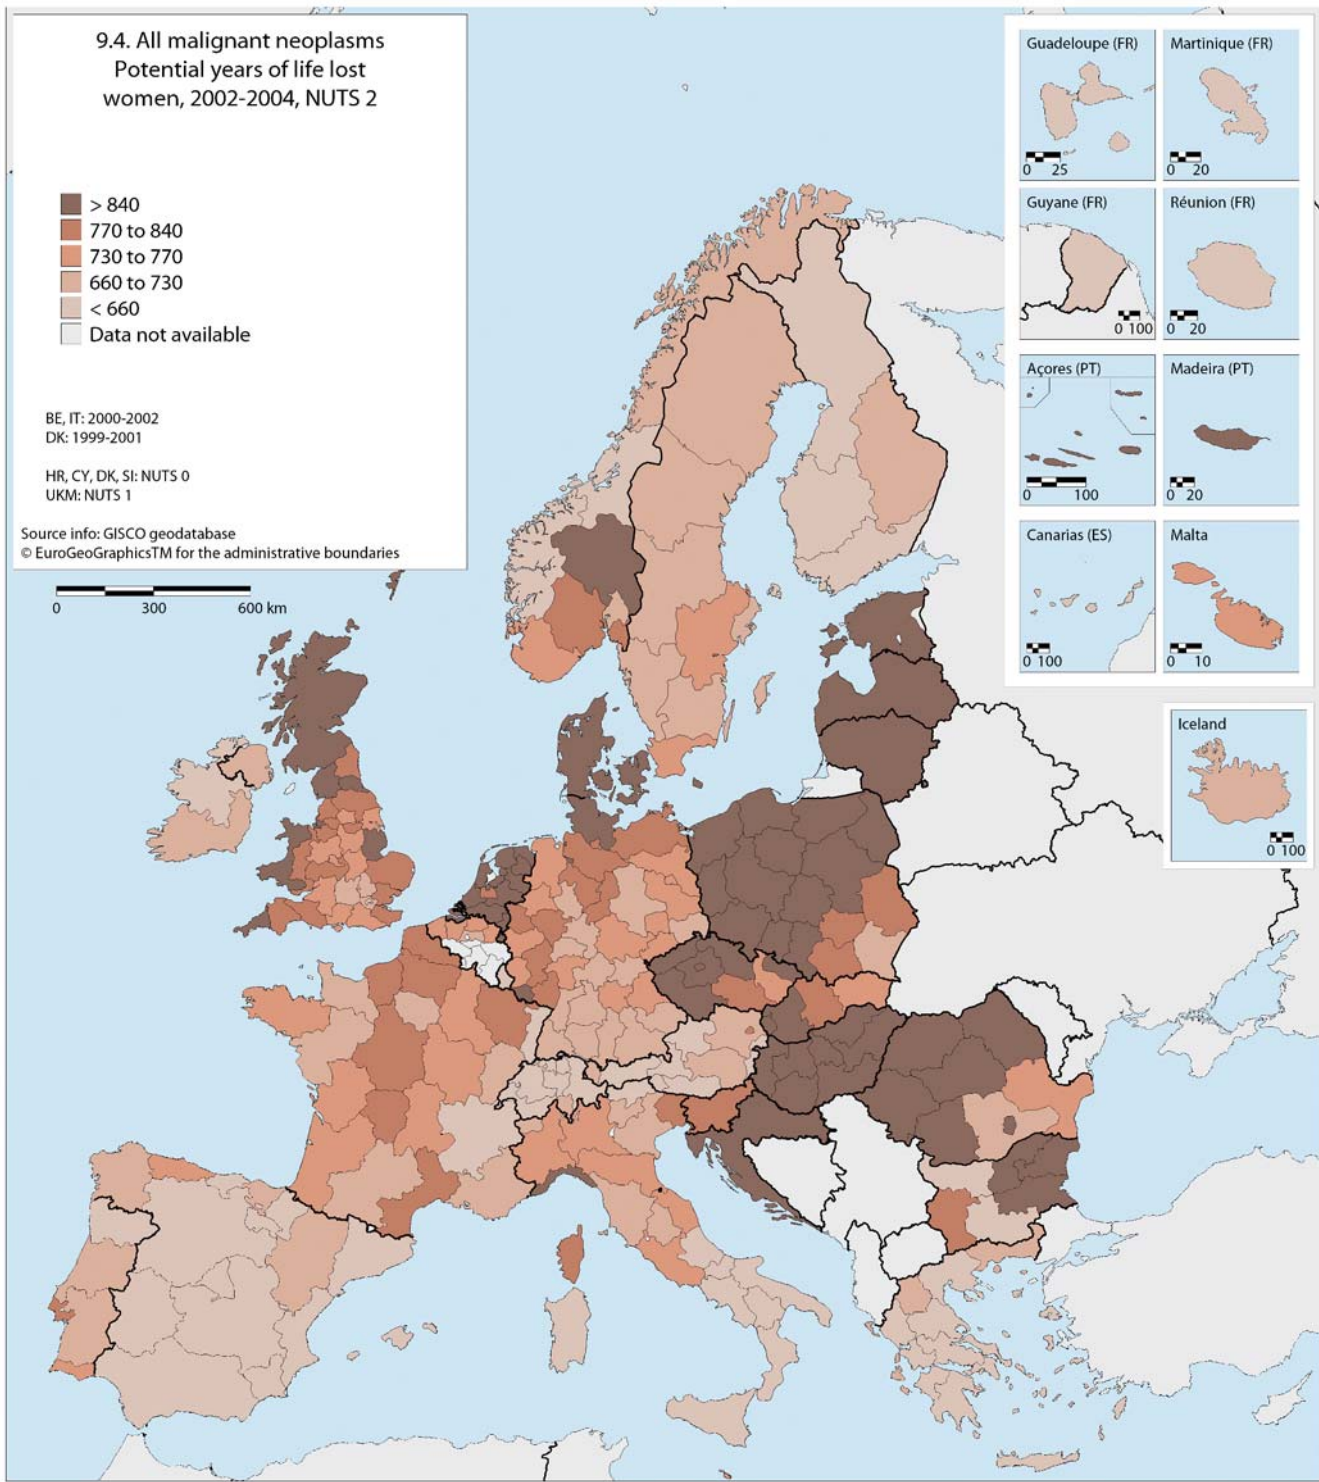 9.4. All malignant neoplasms
Potential years of life lost
women, 2002-2004, NUTS 2
> 840
770 to 840
730 to 770
660 to 730
< 660
Data not available
BE, IT: 2000-2002
DK: 1999-2001
HR, CY, DK, SI: NUTS 0
UKM: NUTS 1
Source info: GISCO geodatabase
© EuroGeoGraphicsTM for the administrative boundaries
0 300 600 km
Guadeloupe (FR)
0 25
Martinique (FR)
0 20
Guyane (FR)
0 100
Réunion (FR)
0 20
Açores (PT)
0 100
Madeira (PT)
0 20
Canarias (ES)
0 100
Malta
0 10
Iceland
0 100